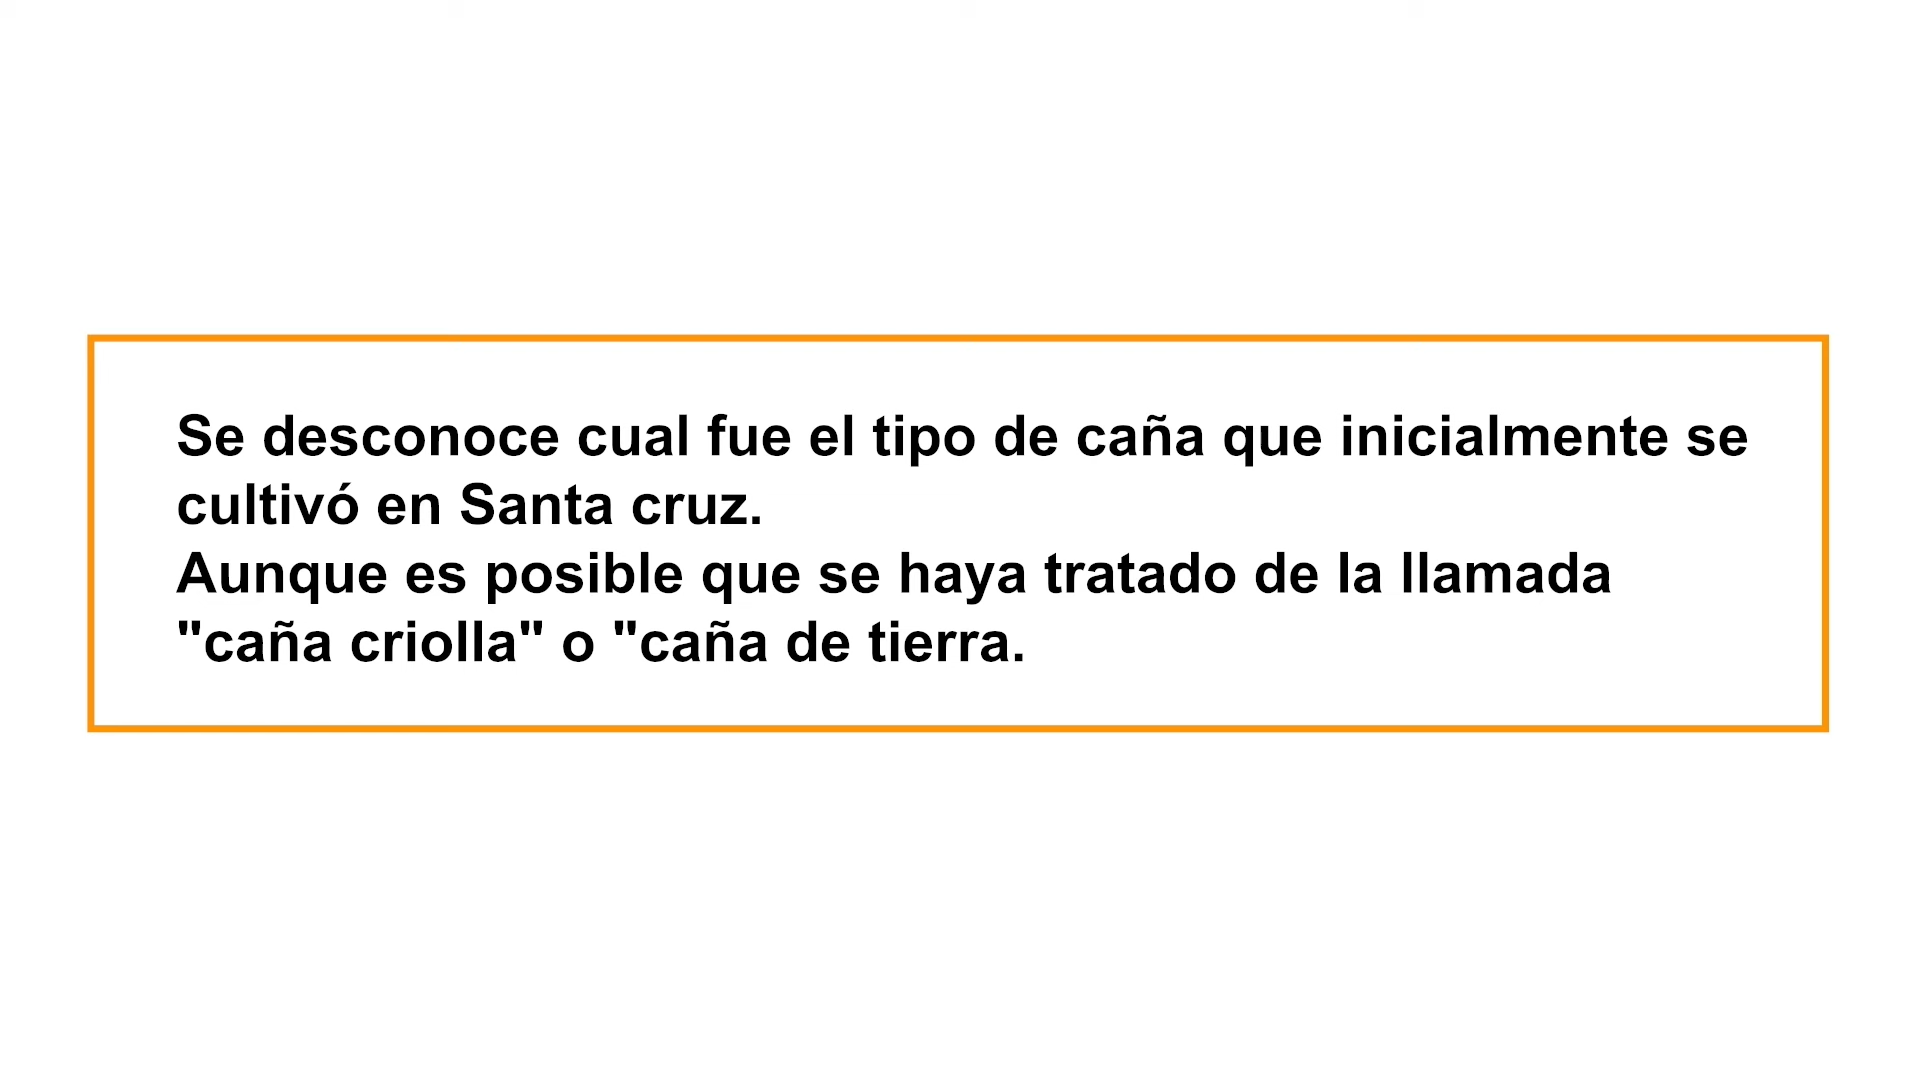 Se desconoce cual fue el tipo de caña que inicialmente se
cultivó en Santa cruz.
Aunque es posible que se haya tratado de la llamada
"caña criolla" o "caña de tierra.